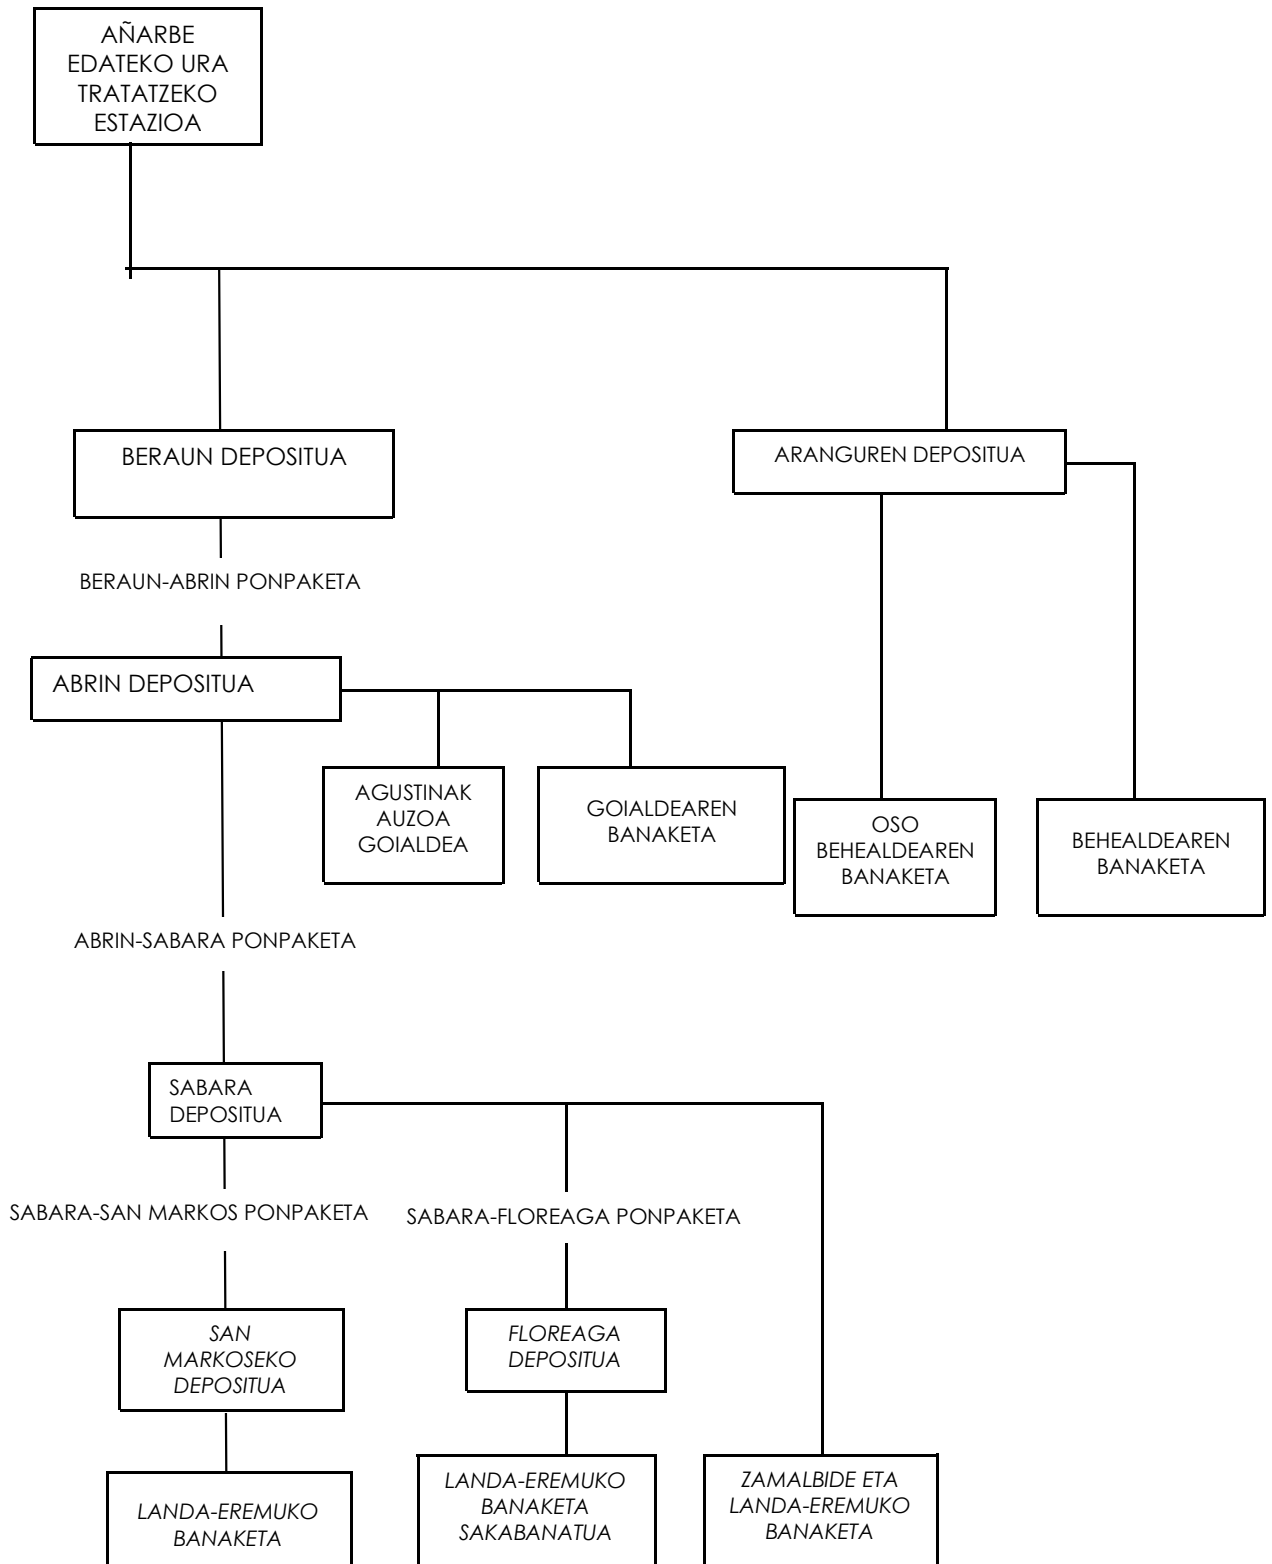 AÑARBE
EDATEKO URA
TRATATZEKO
ESTAZIOA
BERAUN DEPOSITUA
ARANGUREN DEPOSITUA
BERAUN-ABRIN PONPAKETA
ABRIN DEPOSITUA
AGUSTINAK
AUZOA
GOIALDEA
GOIALDEAREN
BANAKETA
OSO
BEHEALDEAREN
BANAKETA
BEHEALDEAREN
BANAKETA
ABRIN-SABARA PONPAKETA
SABARA
DEPOSITUA
SABARA-SAN MARKOS PONPAKETA
SABARA-FLOREAGA PONPAKETA
SAN
MARKOSEKO
DEPOSITUA
FLOREAGA
DEPOSITUA
LANDA-EREMUKO
BANAKETA
LANDA-EREMUKO
BANAKETA
SAKABANATUA
ZAMALBIDE ETA
LANDA-EREMUKO
BANAKETA